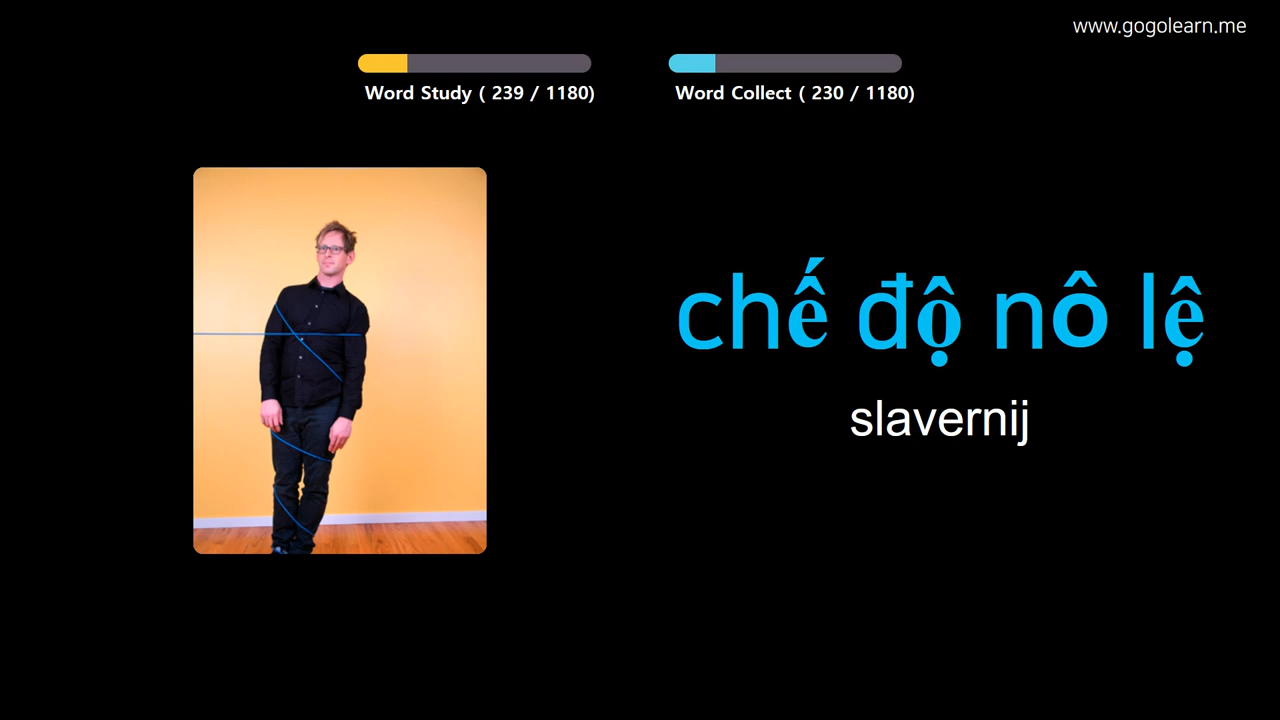 www.gogolearn.me
Word Study ( 239 / 1180)
Word Collect ( 230 / 1180)
chế độ nô lệ
slavernij